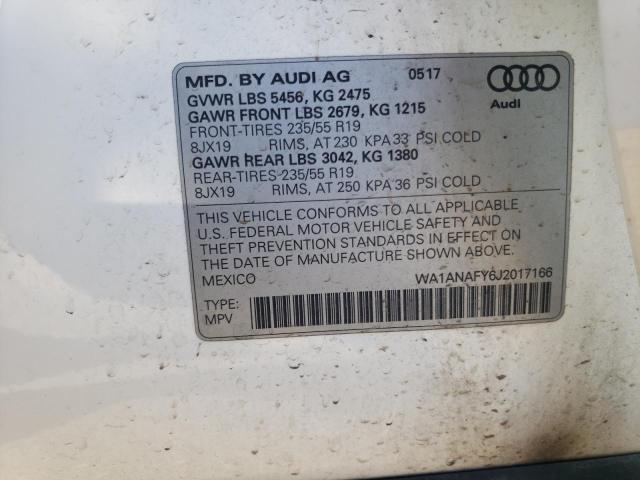 MFD. BY AUDI AG 0517
GVWR LBS 5456, KG 2475
GAWR FRONT LBS 2679, KG 1215
FRONT-TIRES 235/55 R19
8JX19 RIMS, AT 230 KPA 33 PSI COLD
GAWR REAR LBS 3042, KG 1380
REAR-TIRES 235/55 R19
8JX19 RIMS, AT 250 KPA 36 PSI COLD
Audi
THIS VEHICLE CONFORMS TO ALL APPLICABLE
U.S. FEDERAL MOTOR VEHICLE SAFETY AND
THEFT PREVENTION STANDARDS IN EFFECT ON
THE DATE OF MANUFACTURE SHOWN ABOVE.
MEXICO WA1ANAFY6J2017166
TYPE:
MPV